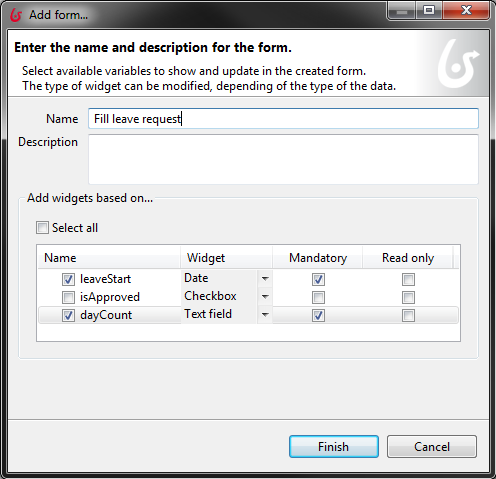 Add form...
Enter the name and description for the form.
Select available variables to show and update in the created form.
The type of widget can be modified, depending of the type of the data.
Name Fill leave request
Description
Add widgets based on...
Select all
Name Widget Mandatory Read only
leaveStart Date
isApproved Checkbox
dayCount Text field
Finish Cancel